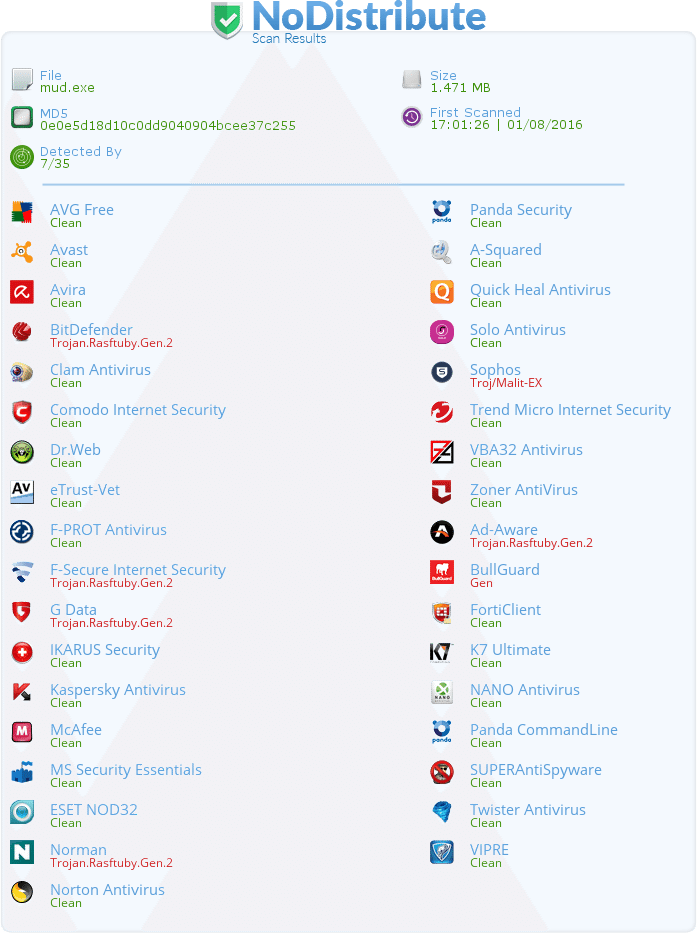 NoDistribute
Scan Results
File
mud.exe
Size
1.471 MB
MD5
0e0e5d18d10c0dd9040904bcee37c255
First Scanned
17:01:26 | 01/08/2016
Detected By
7/35
AVG Free
Clean
Avast
Clean
Avira
Clean
BitDefender
Trojan.Rasftuby.Gen.2
Clam Antivirus
Clean
Comodo Internet Security
Clean
Dr.Web
Clean
eTrust-Vet
Clean
F-PROT Antivirus
Clean
F-Secure Internet Security
Trojan.Rasftuby.Gen.2
G Data
Trojan.Rasftuby.Gen.2
IKARUS Security
Clean
Kaspersky Antivirus
Clean
McAfee
Clean
MS Security Essentials
Clean
ESET NOD32
Clean
Norman
Trojan.Rasftuby.Gen.2
Norton Antivirus
Clean
Panda Security
Clean
A-Squared
Clean
Quick Heal Antivirus
Clean
Solo Antivirus
Clean
Sophos
Troj/Malit-EX
Trend Micro Internet Security
Clean
VBA32 Antivirus
Clean
Zoner AntiVirus
Clean
Ad-Aware
Trojan.Rasftuby.Gen.2
BullGuard
Gen
FortiClient
Clean
K7 Ultimate
Clean
NANO Antivirus
Clean
Panda CommandLine
Clean
SUPERAntiSpyware
Clean
Twister Antivirus
Clean
VIPRE
Clean